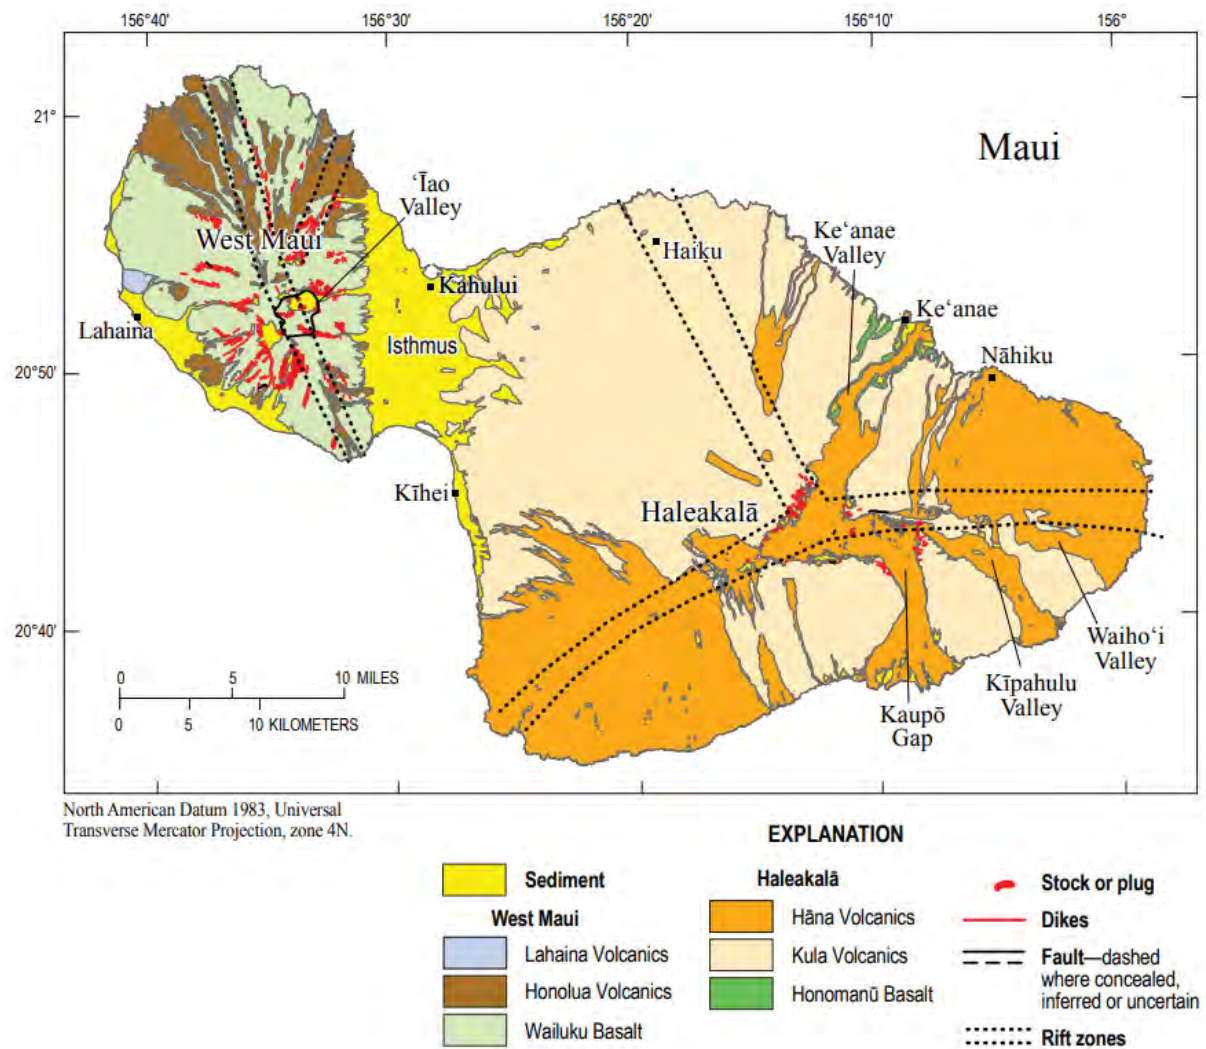 156°40'
156°30'
156°20'
156°10'
156°
21°
20°50'
20°40'
Maui
ʻĪao
Valley
West Maui
Haiku
Keʻanae
Valley
Kahului
Keʻanae
Lahaina
Isthmus
Nāhiku
Kīhei
Haleakalā
Waihoʻi
Valley
Kīpahulu
Valley
Kaupō
Gap
0 5 10 MILES
0 5 10 KILOMETERS
North American Datum 1983, Universal
Transverse Mercator Projection, zone 4N.
EXPLANATION
Sediment
West Maui
Lahaina Volcanics
Honolua Volcanics
Wailuku Basalt
Haleakalā
Hāna Volcanics
Kula Volcanics
Honomanū Basalt
Stock or plug
Dikes
Fault—dashed
where concealed,
inferred or uncertain
Rift zones